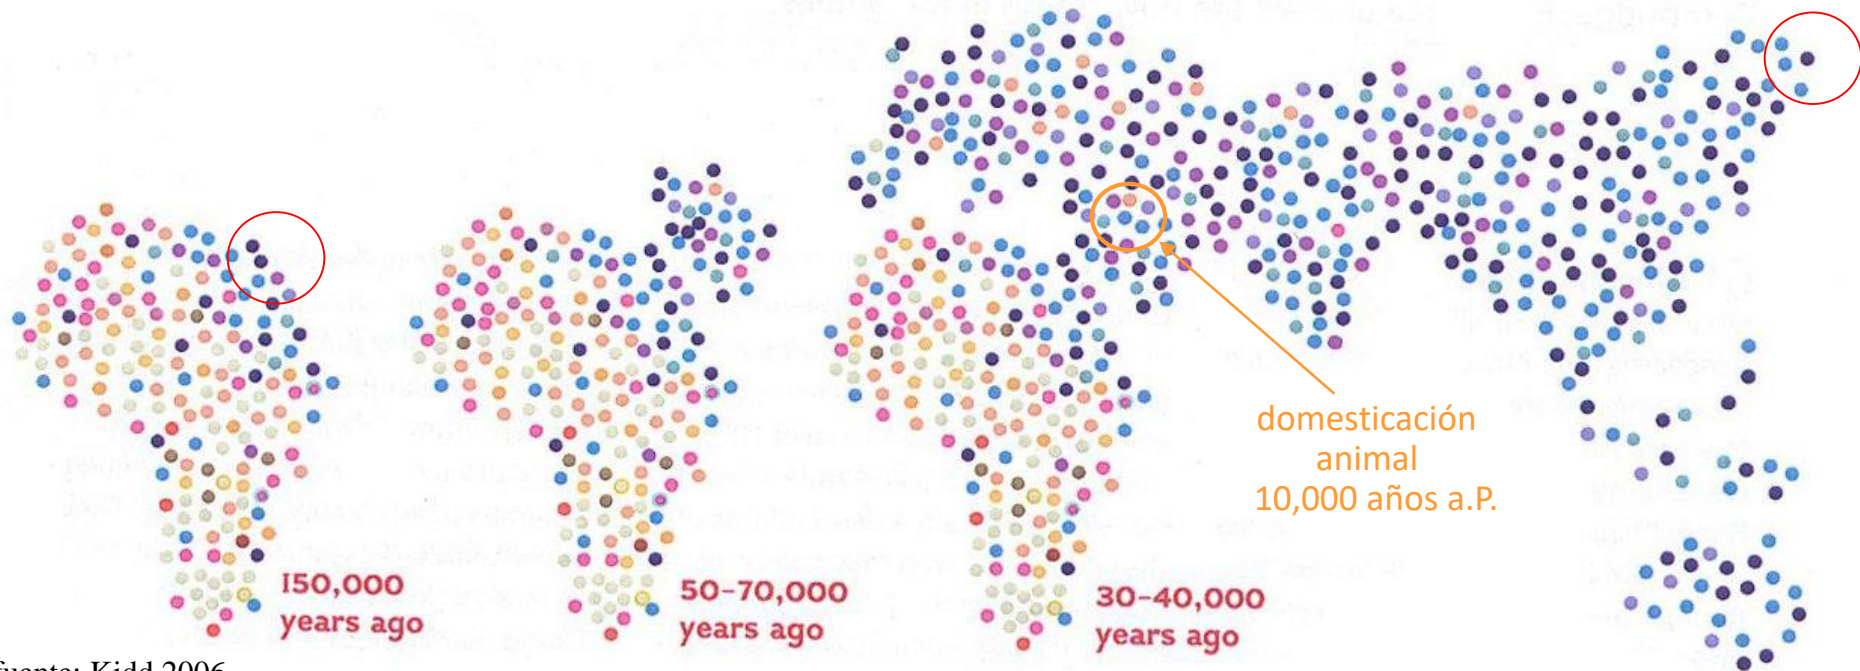 150,000
years ago
50–70,000
years ago
30–40,000
years ago
domesticación
animal
10,000 años a.P.
fuente: Kidd 2006